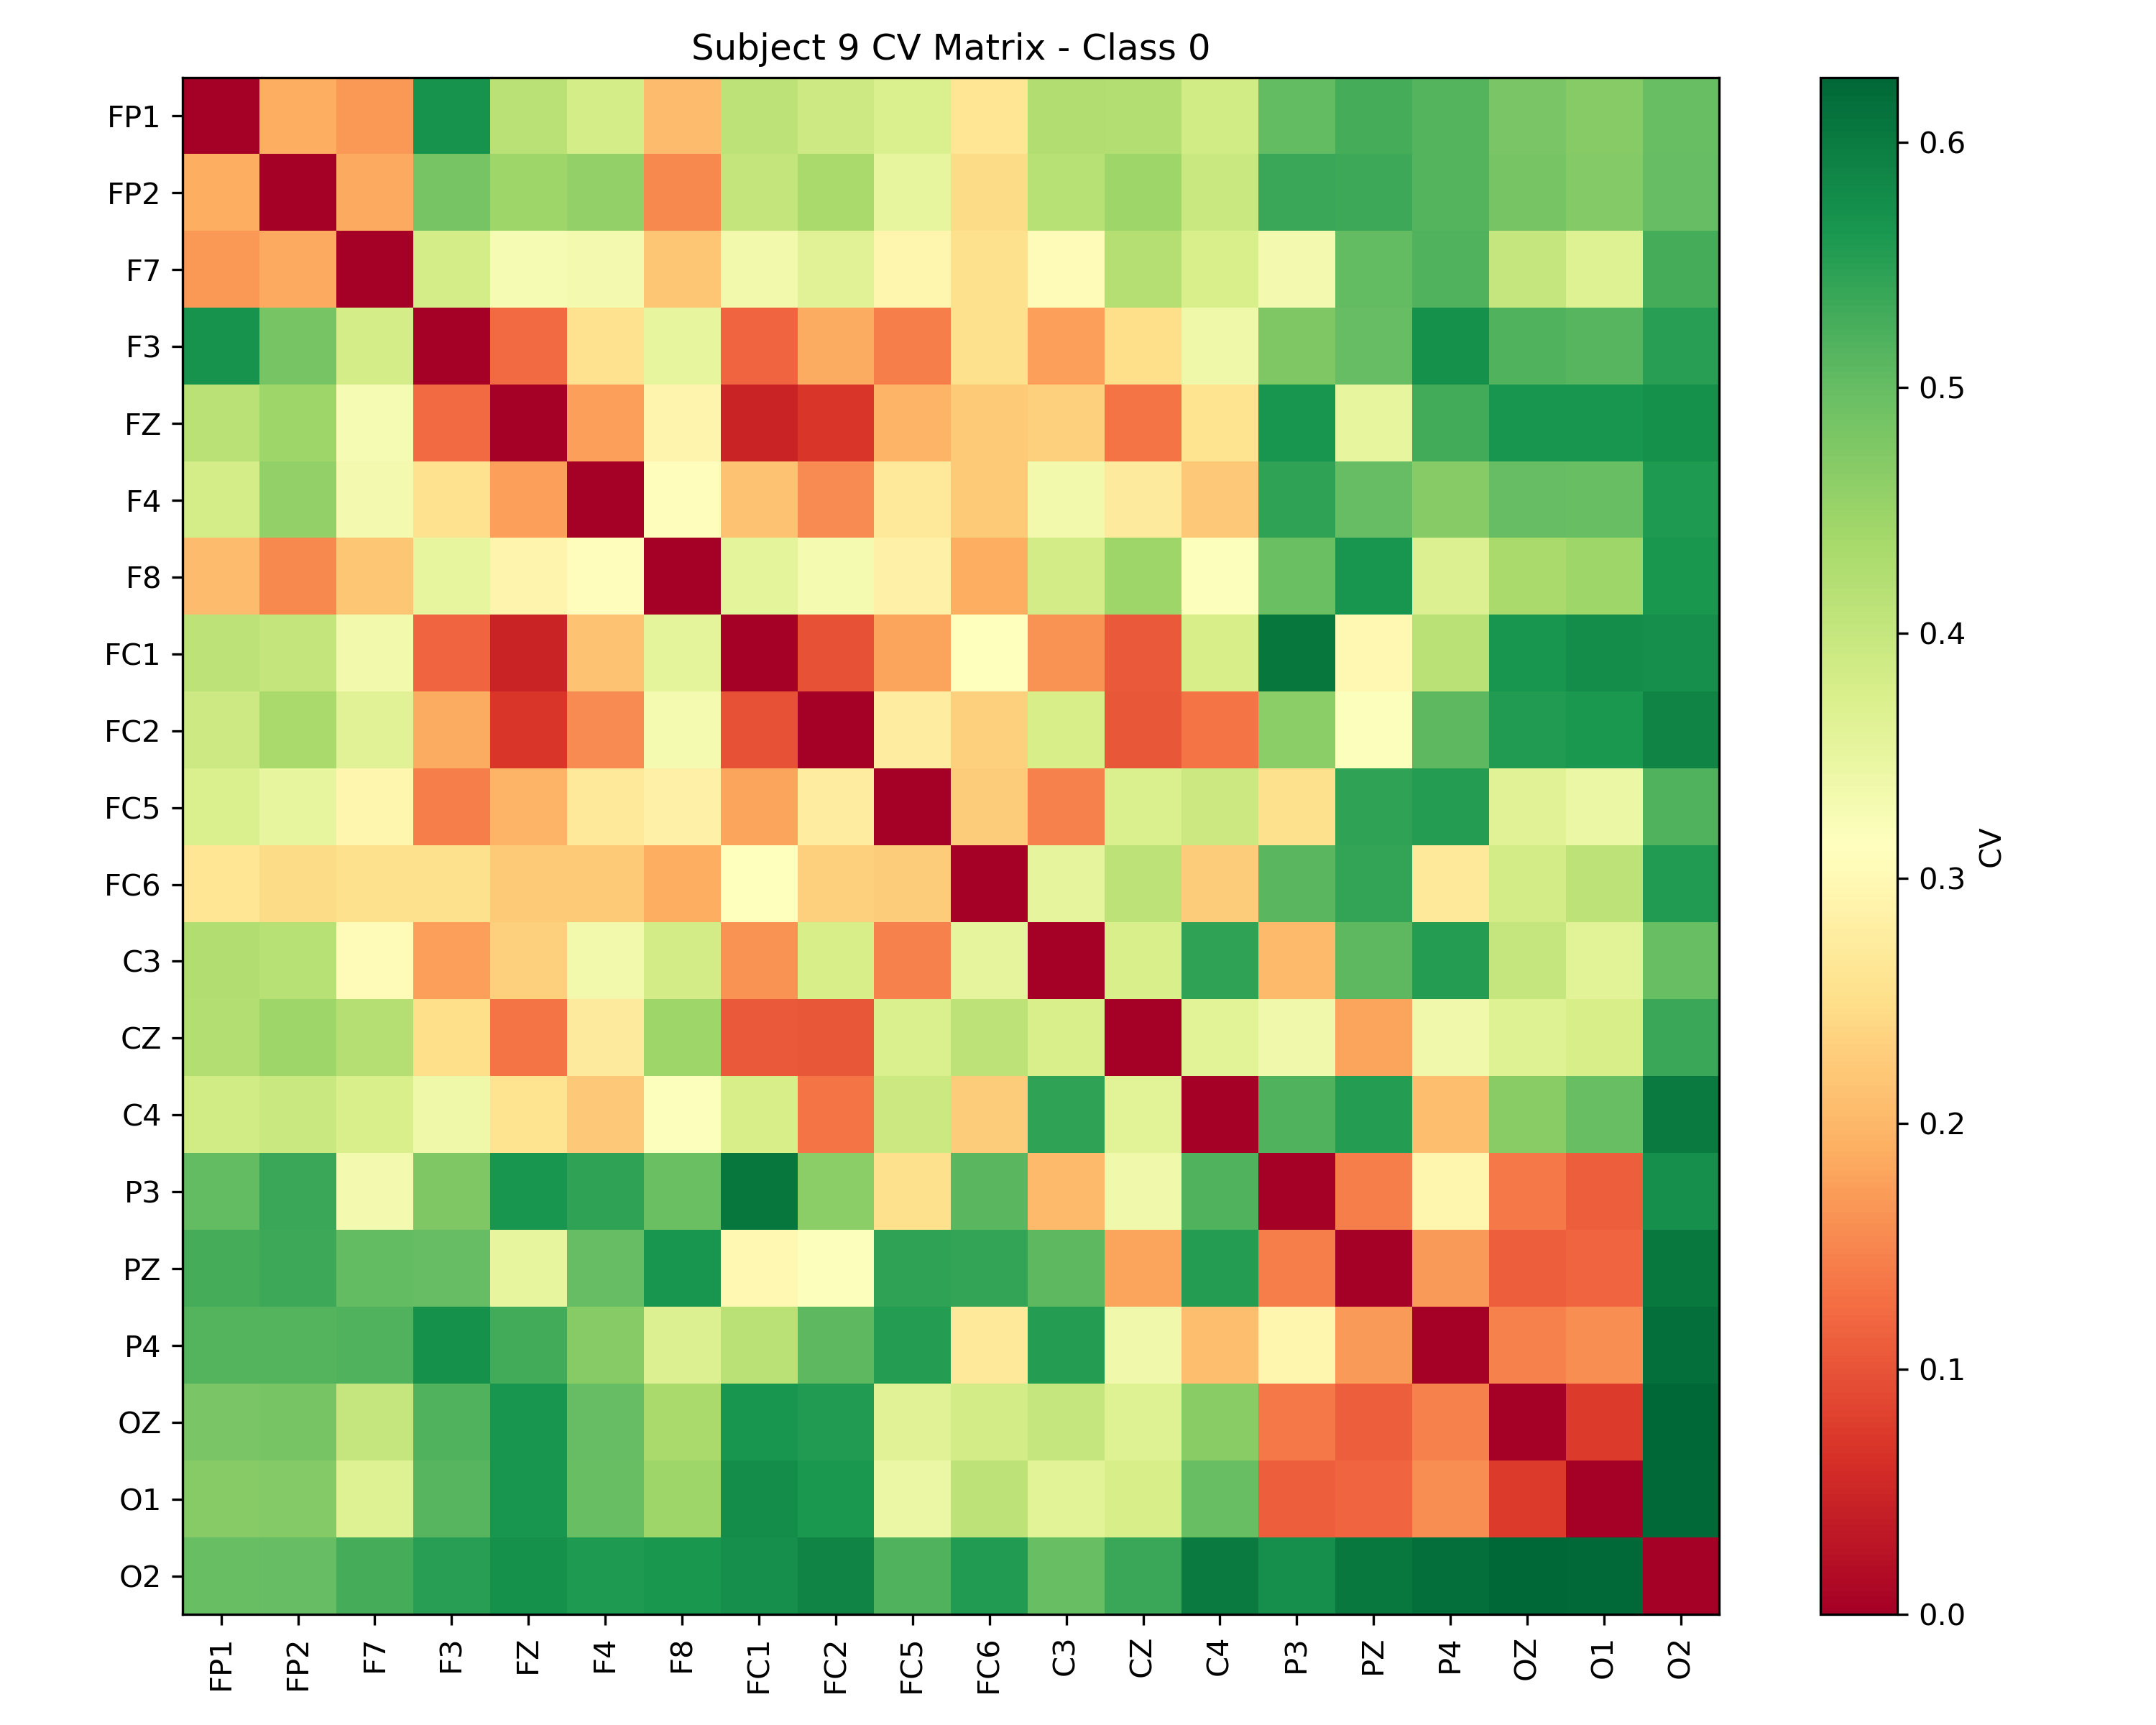 Subject 9 CV Matrix - Class 0
FP1
FP2
F7
F3
FZ
F4
F8
FC1
FC2
FC5
FC6
C3
CZ
C4
P3
PZ
P4
OZ
O1
O2
FP1
FP2
F7
F3
FZ
F4
F8
FC1
FC2
FC5
FC6
C3
CZ
C4
P3
PZ
P4
OZ
O1
O2
0.6
0.5
0.4
0.3
0.2
0.1
0.0
CV